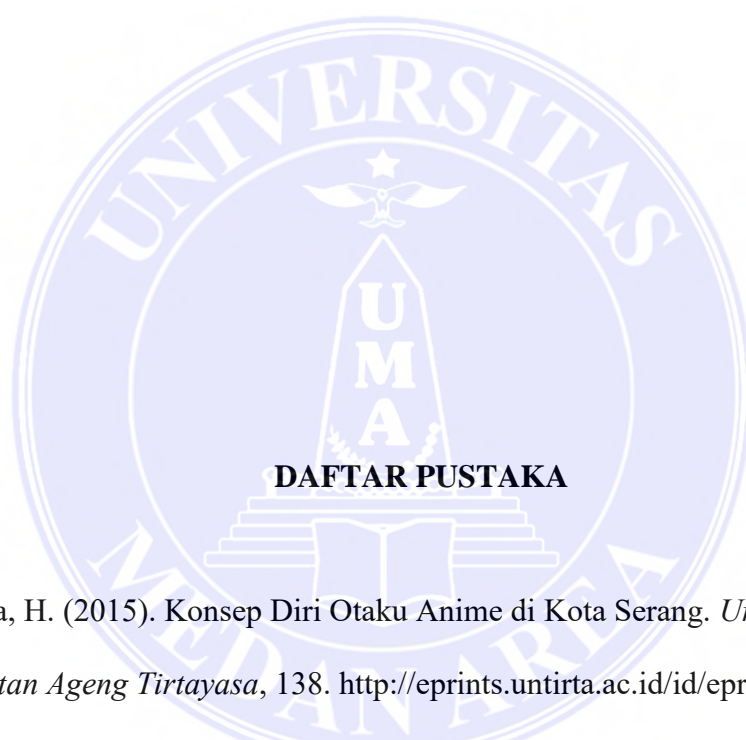 UNIVERSITAS
U
M
A
DAFTAR PUSTAKA
a, H. (2015). Konsep Diri Otaku Anime di Kota Serang.
tan Ageng Tirtayasa, 138. http://eprints.untirta.ac.id/id/epr
MEDAN AREA